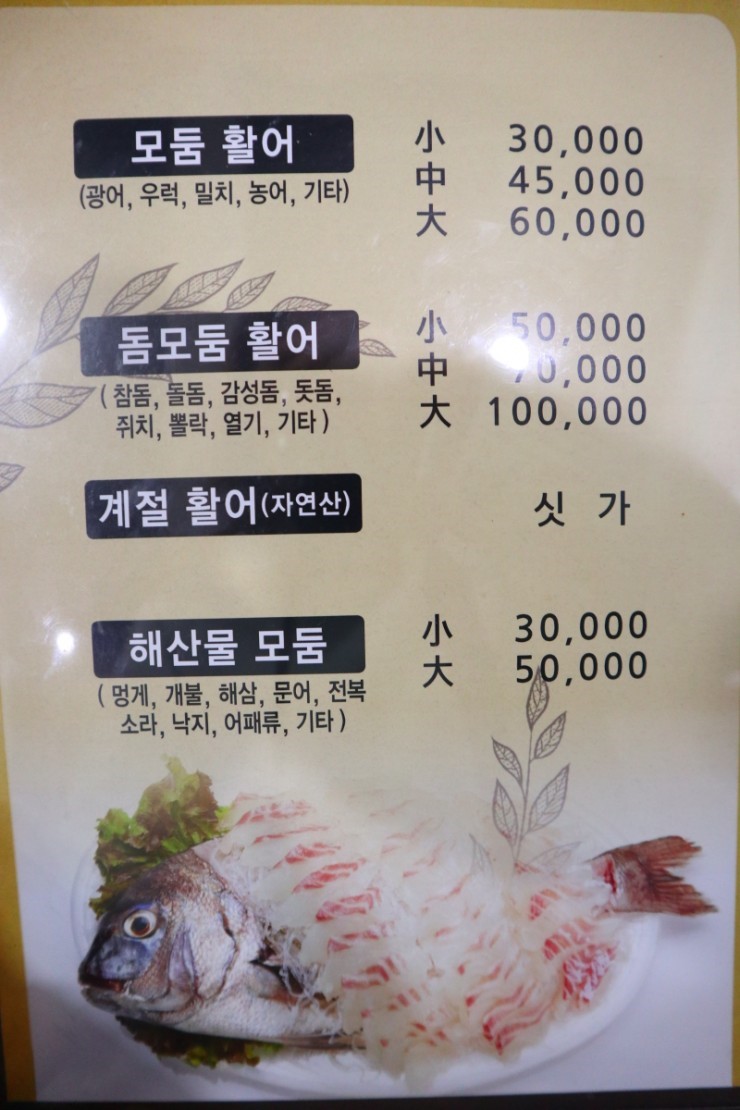 모둠 활어
小 30,000
(광어, 우럭, 밀치, 농어, 기타)
中 45,000
大 60,000
돔모둠 활어
小 50,000
( 참돔, 돌돔, 감성돔, 돗돔,
中 70,000
쥐치, 뽈락, 열기, 기타 )
大 100,000
계절 활어(자연산)
싯 가
해산물 모둠
小 30,000
( 멍게, 개불, 해삼, 문어, 전복
大 50,000
소라, 낙지, 어패류, 기타 )